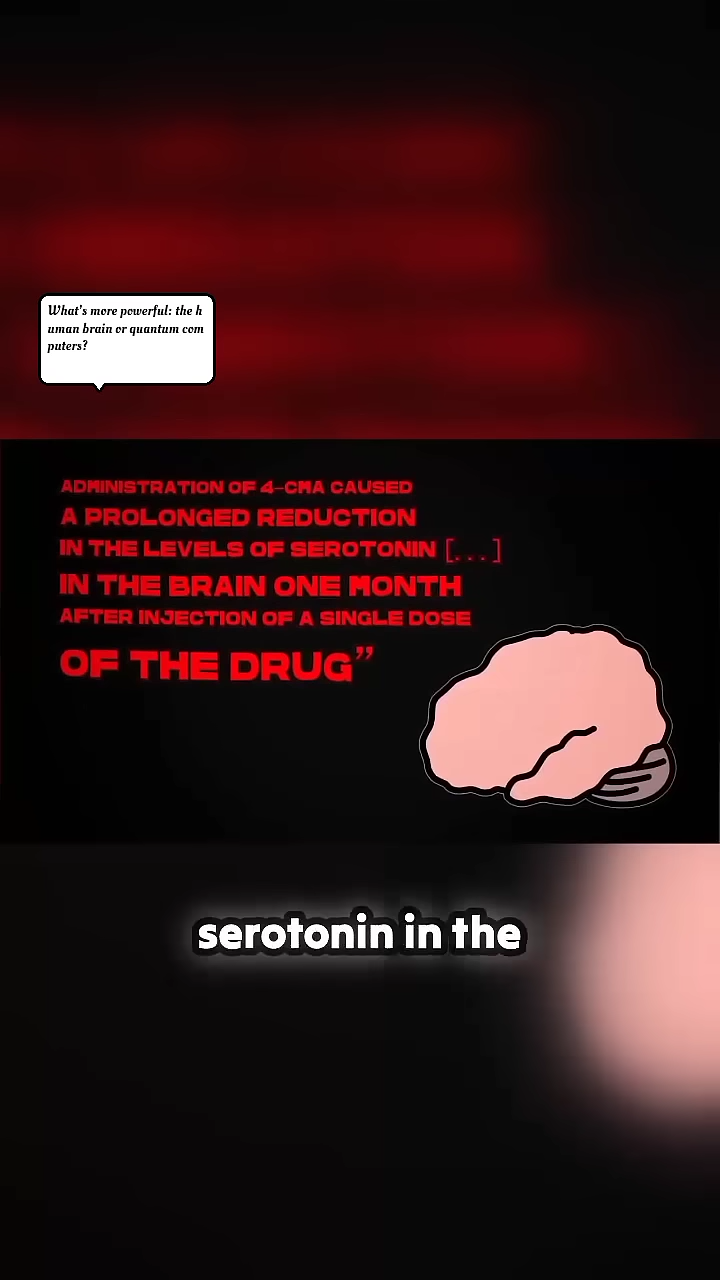 What's more powerful: the h
uman brain or quantum com
puters?
ADMINISTRATION OF 4-CMA CAUSED
A PROLONGED REDUCTION
IN THE LEVELS OF SEROTONIN [...]
IN THE BRAIN ONE MONTH
AFTER INJECTION OF A SINGLE DOSE
OF THE DRUG”
serotonin in the